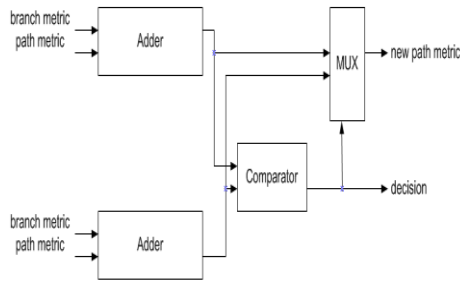 branch metric
path metric
Adder
MUX
new path metric
Comparator
decision
branch metric
path metric
Adder